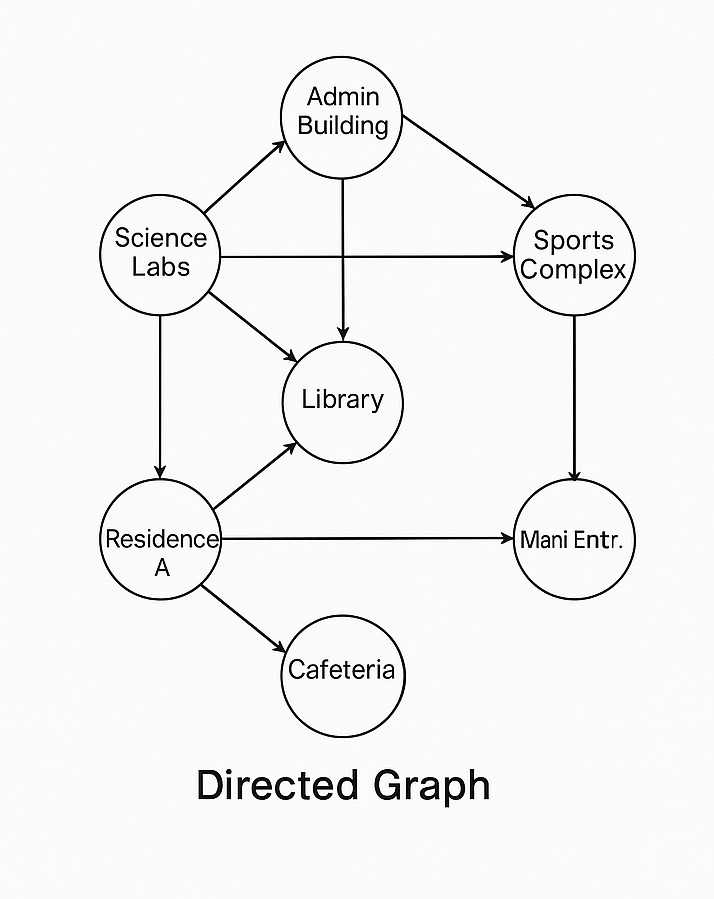 Admin
Building
Science
Labs
Sports
Complex
Library
Residence
A
Mani Entr.
Cafeteria
Directed Graph